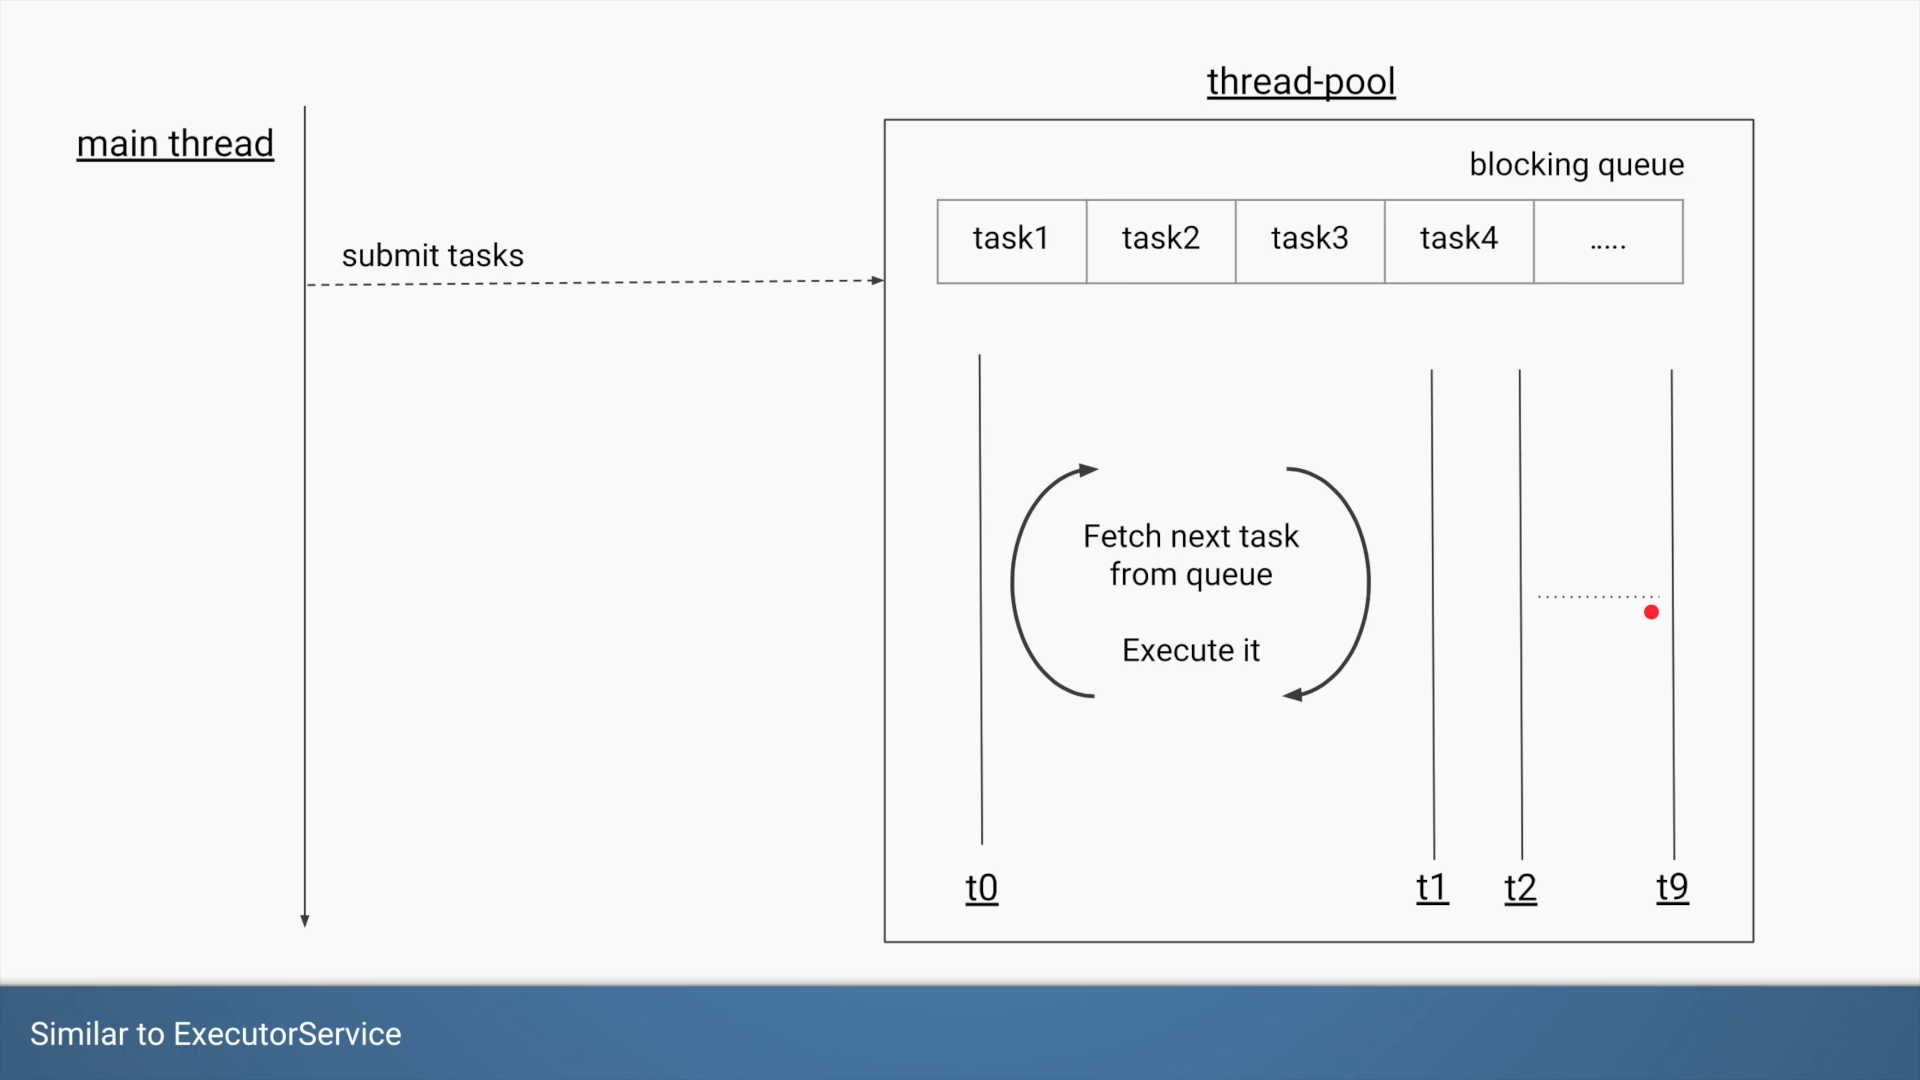 thread-pool
main thread
blocking queue
task1 task2 task3 task4 .....
submit tasks
Fetch next task
from queue
Execute it
t0 t1 t2 t9
Similar to ExecutorService